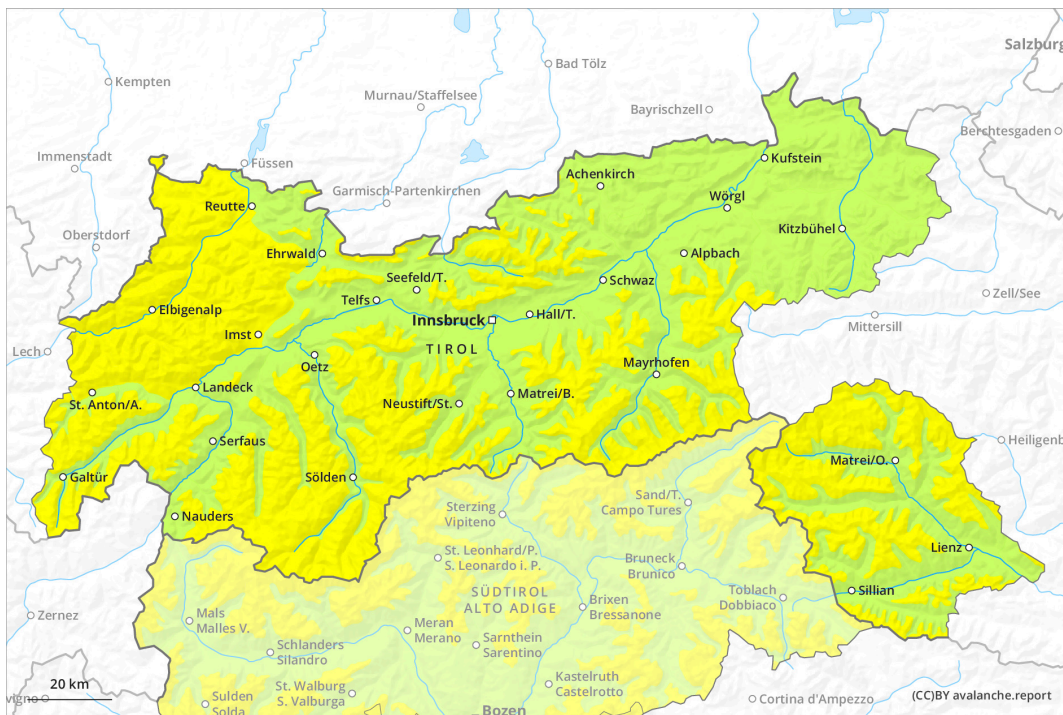 Salzburg
Kempten
Bad Tölz
Murnau/Staffelsee
Bayrischzell
Berchtesgaden
Immenstadt
Füssen
Kufstein
Achenkirch
Garmisch-Partenkirchen
Reutte
Wörgl
Oberstdorf
Kitzbühel
Ehrwald
Alpbach
Seefeld/T.
Schwaz
Zell/See
Telfs
Elbigenalp
Innsbruck
Hall/T.
Mittersill
Imst
TIROL
Lech
Oetz
Mayrhofen
Landeck
St. Anton/A.
Neustift/St.
Matrei/B.
Serfaus
Heiligenb
Matrei/O.
Galtür
Sölden
Sand/T.
Campo Tures
Sterzing
Vipiteno
Nauders
Lienz
St. Leonhard/P.
S. Leonardo i. P.
Bruneck
Brunico
SÜDTIROL
ALTO ADIGE
Toblach
Dobbiaco
Sillian
Zernez
Mals
Malles V.
Brixen
Bressanone
Meran
Merano
Schlanders
Silandro
Sarnthein
Sarentino
20 km
St. Walburg
S. Valburga
Kastelruth
Castelrotto
vigno
Sulden
Solda
Cortina d'Ampezzo
(CC)BY avalanche.report
Bozen